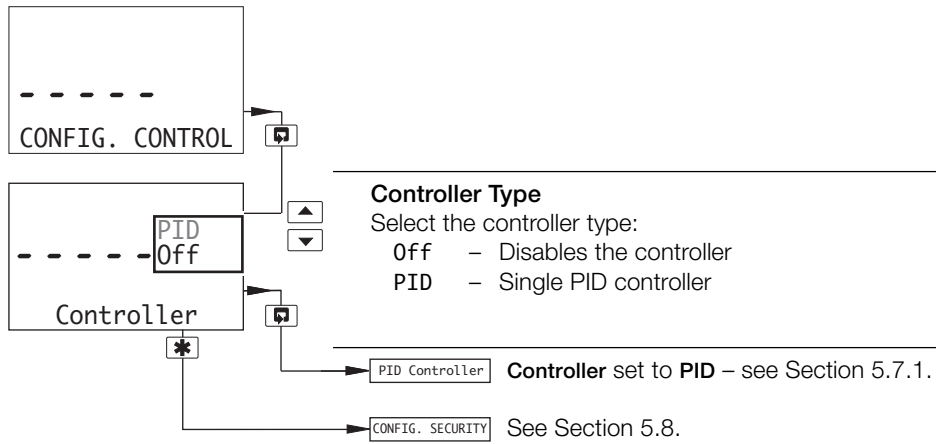 - - - - -
CONFIG. CONTROL
PID
- - - - - Off
Controller
Controller Type
Select the controller type:
Off – Disables the controller
PID – Single PID controller
PID Controller Controller set to PID – see Section 5.7.1.
CONFIG. SECURITY See Section 5.8.